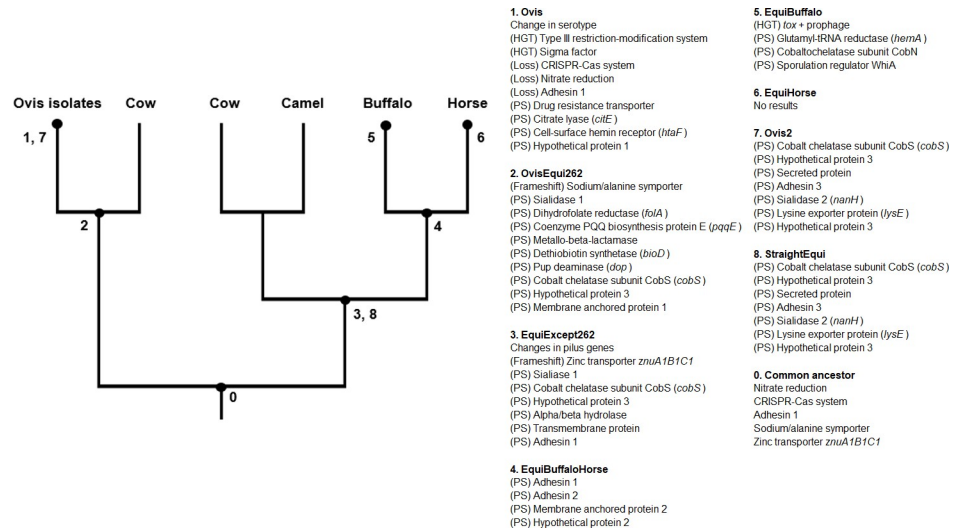 Ovis isolates Cow Cow Camel Buffalo Horse
1, 7
5
6
2
4
3, 8
0
1. Ovis
Change in serotype
(HGT) Type III restriction-modification system
(HGT) Sigma factor
(Loss) CRISPR-Cas system
(Loss) Nitrate reduction
(Loss) Adhesin 1
(PS) Drug resistance transporter
(PS) Citrate lyase (citE)
(PS) Cell-surface hemin receptor (htaF)
(PS) Hypothetical protein 1
2. OvisEqui262
(Frameshift) Sodium/alanine symporter
(PS) Sialidase 1
(PS) Dihydrofolate reductase (folA)
(PS) Coenzyme PQQ biosynthesis protein E (pqqE)
(PS) Metallo-beta-lactamase
(PS) Dethiobiotin synthetase (bioD)
(PS) Pup deaminase (dop)
(PS) Cobalt chelatase subunit CobS (cobS)
(PS) Hypothetical protein 3
(PS) Membrane anchored protein 1
3. EquiExcept262
Changes in pilus genes
(Frameshift) Zinc transporter znuA1B1C1
(PS) Sialiase 1
(PS) Cobalt chelatase subunit CobS (cobS)
(PS) Hypothetical protein 3
(PS) Alpha/beta hydrolase
(PS) Transmembrane protein
(PS) Adhesin 1
4. EquiBuffaloHorse
(PS) Adhesin 1
(PS) Adhesin 2
(PS) Membrane anchored protein 2
(PS) Hypothetical protein 2
5. EquiBuffalo
(HGT) tox + prophage
(PS) Glutamyl-tRNA reductase (hemA)
(PS) Cobaltochelatase subunit CobN
(PS) Sporulation regulator WhiA
6. EquiHorse
No results
7. Ovis2
(PS) Cobalt chelatase subunit CobS (cobS)
(PS) Hypothetical protein 3
(PS) Secreted protein
(PS) Adhesin 3
(PS) Sialidase 2 (nanH)
(PS) Lysine exporter protein (lysE)
(PS) Hypothetical protein 3
8. StraightEqui
(PS) Cobalt chelatase subunit CobS (cobS)
(PS) Hypothetical protein 3
(PS) Secreted protein
(PS) Adhesin 3
(PS) Sialidase 2 (nanH)
(PS) Lysine exporter protein (lysE)
(PS) Hypothetical protein 3
0. Common ancestor
Nitrate reduction
CRISPR-Cas system
Adhesin 1
Sodium/alanine symporter
Zinc transporter znuA1B1C1